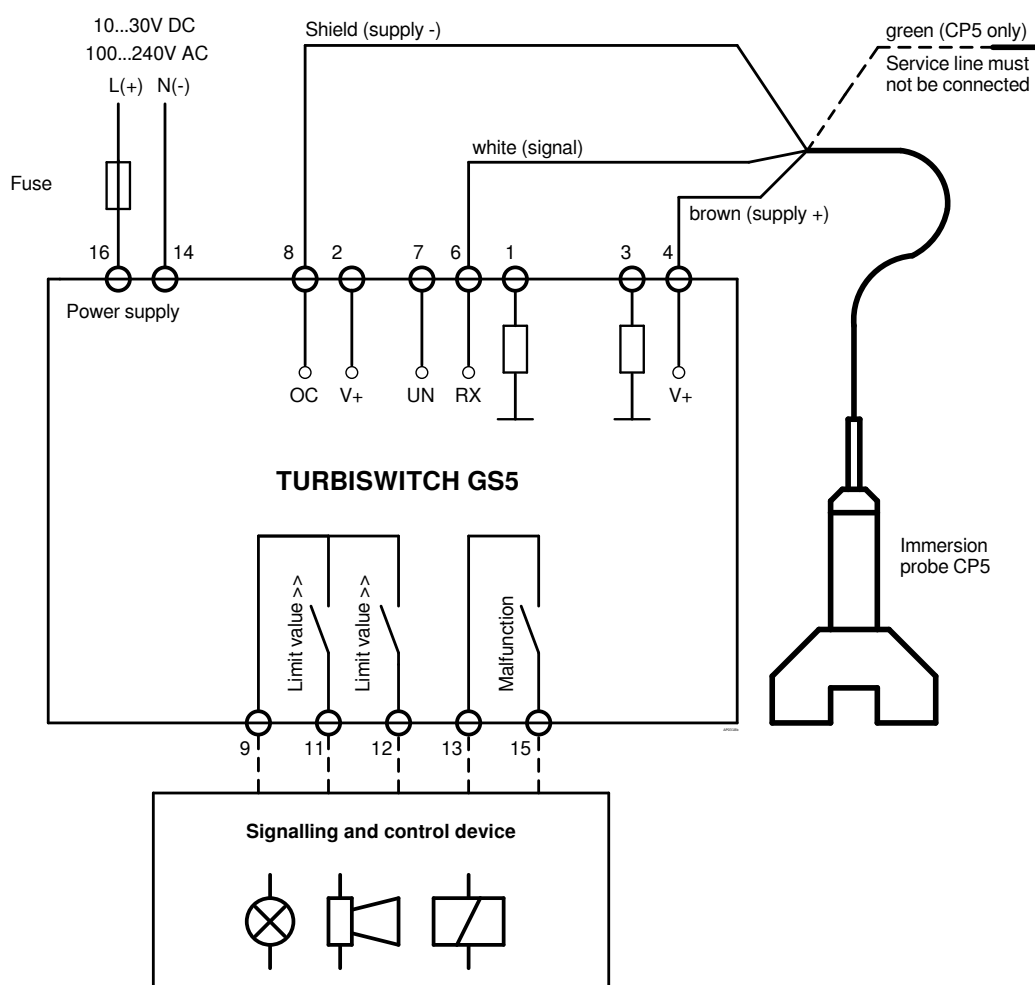 10...30V DC
100...240V AC
L(+) N(-)
Fuse
Shield (supply -)
green (CP5 only)
Service line must
not be connected
white (signal)
brown (supply +)
16 14 8 2 7 6 1 3 4
Power supply
OC V+ UN RX V+
TURBISWITCH GS5
Immersion
probe CP5
Limit value >>
Limit value >>
Malfunction
9 11 12 13 15
Signalling and control device